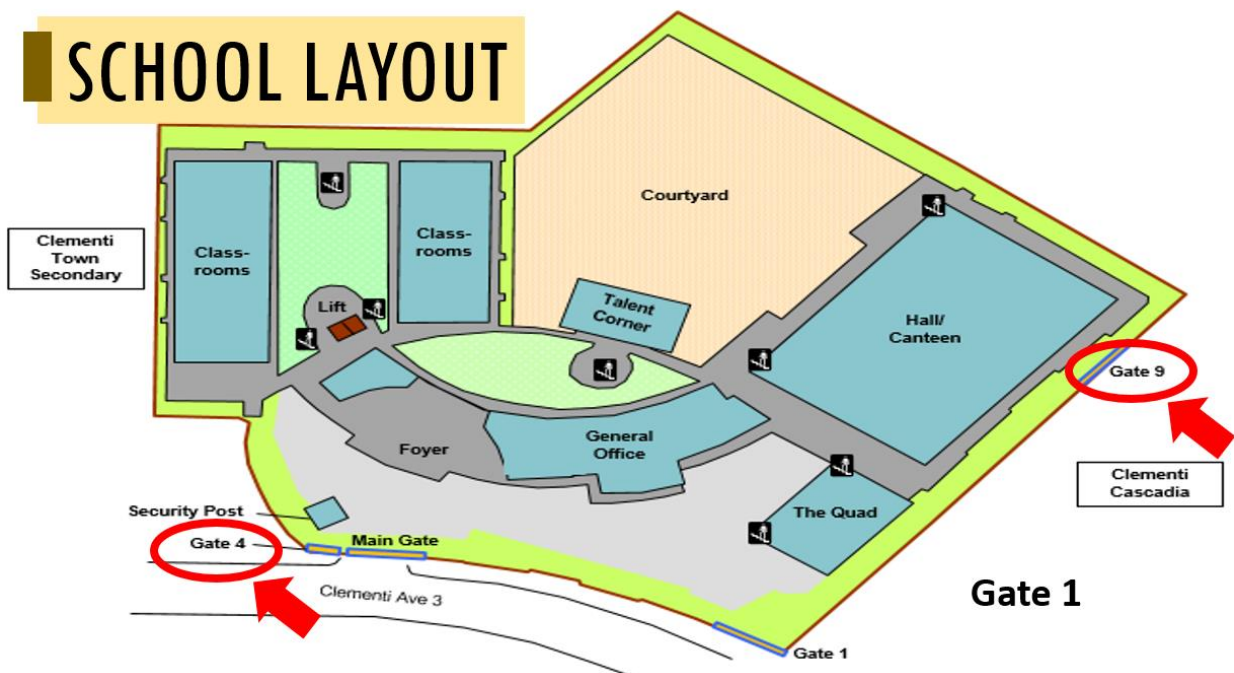 SCHOOL LAYOUT
Courtyard
Clementi
Town
Secondary
Class-
rooms
Class-
rooms
Lift
Talent
Corner
Hall/
Canteen
Gate 9
Foyer
General
Office
Clementi
Cascadia
Security Post
The Quad
Gate 4
Main Gate
Clementi Ave 3
Gate 1
Gate 1